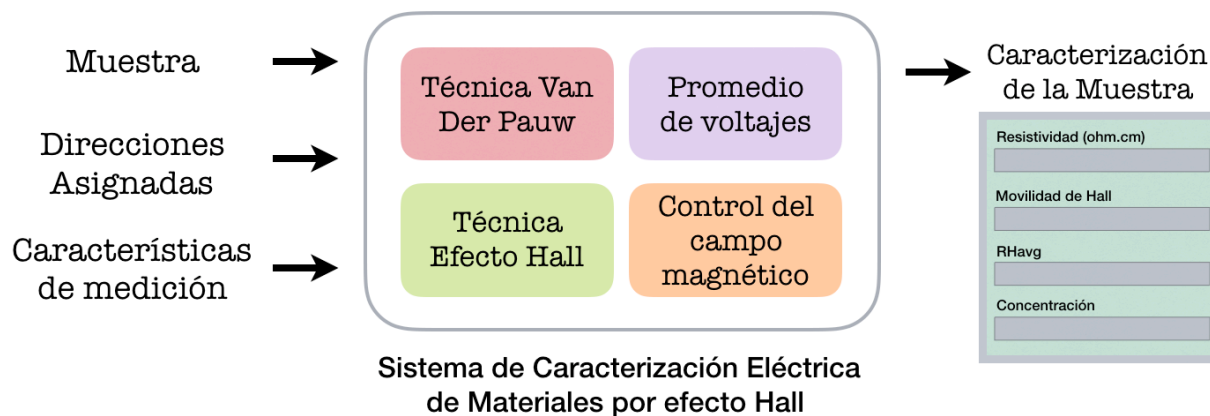 Muestra
Direcciones
Asignadas
Características
de medición
Técnica Van
Der Pauw
Promedio
de voltajes
Técnica
Efecto Hall
Control del
campo
magnético
Sistema de Caracterización Eléctrica
de Materiales por efecto Hall
Caracterización
de la Muestra
Resistividad (ohm.cm)
Movilidad de Hall
RHavg
Concentración